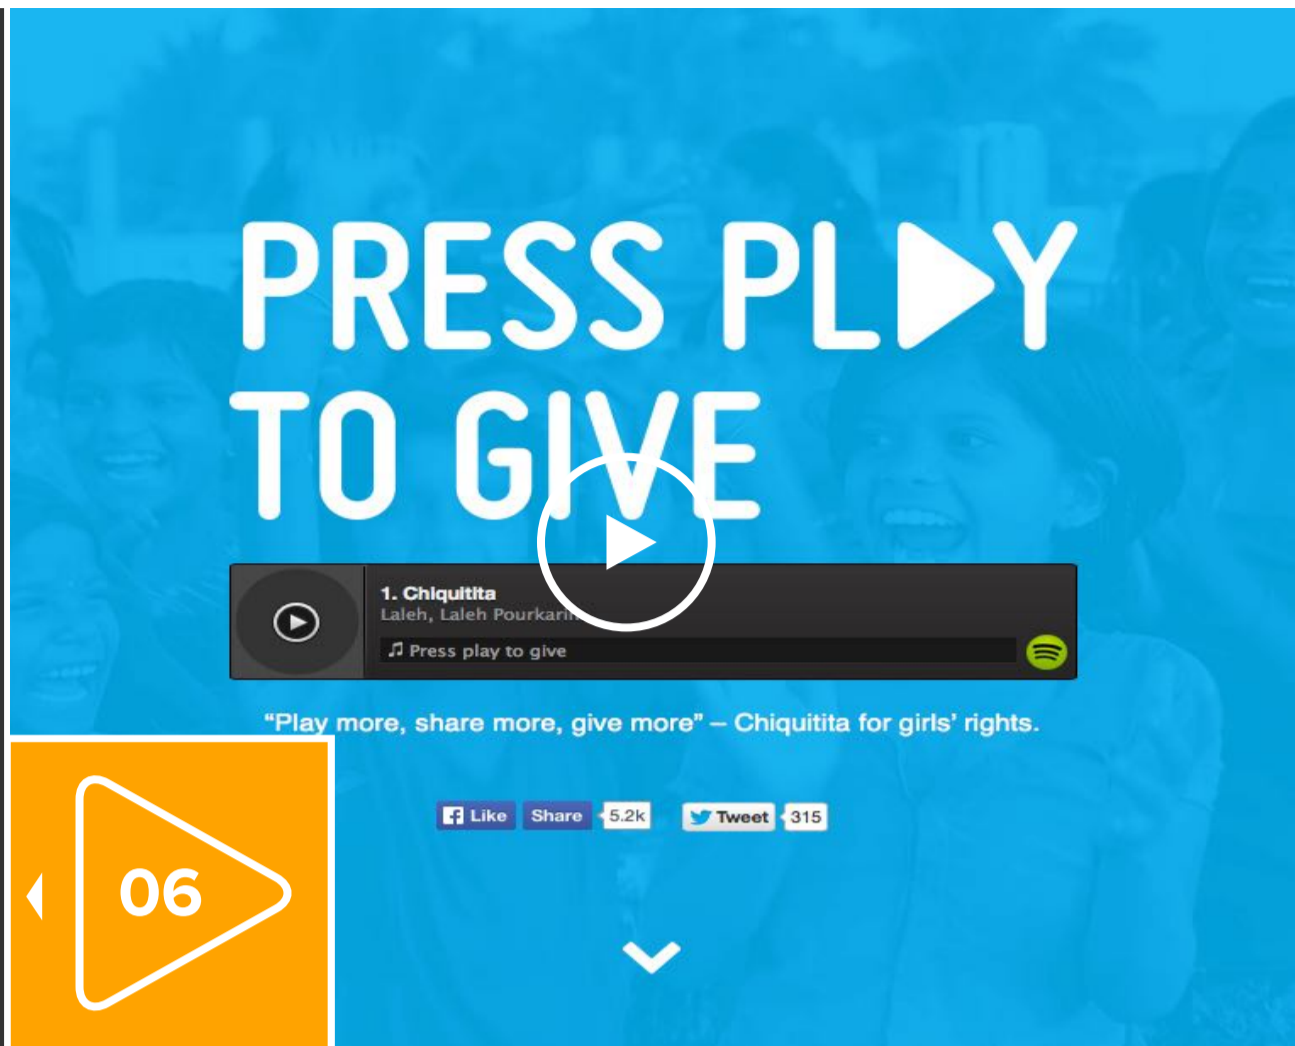 PRESS PLAY
TO GIVE
1. Chiquitita
Laleh, Laleh Pourkarim
♫ Press play to give
“Play more, share more, give more” – Chiquitita for girls’ rights.
Like Share 5.2k Tweet 315
06